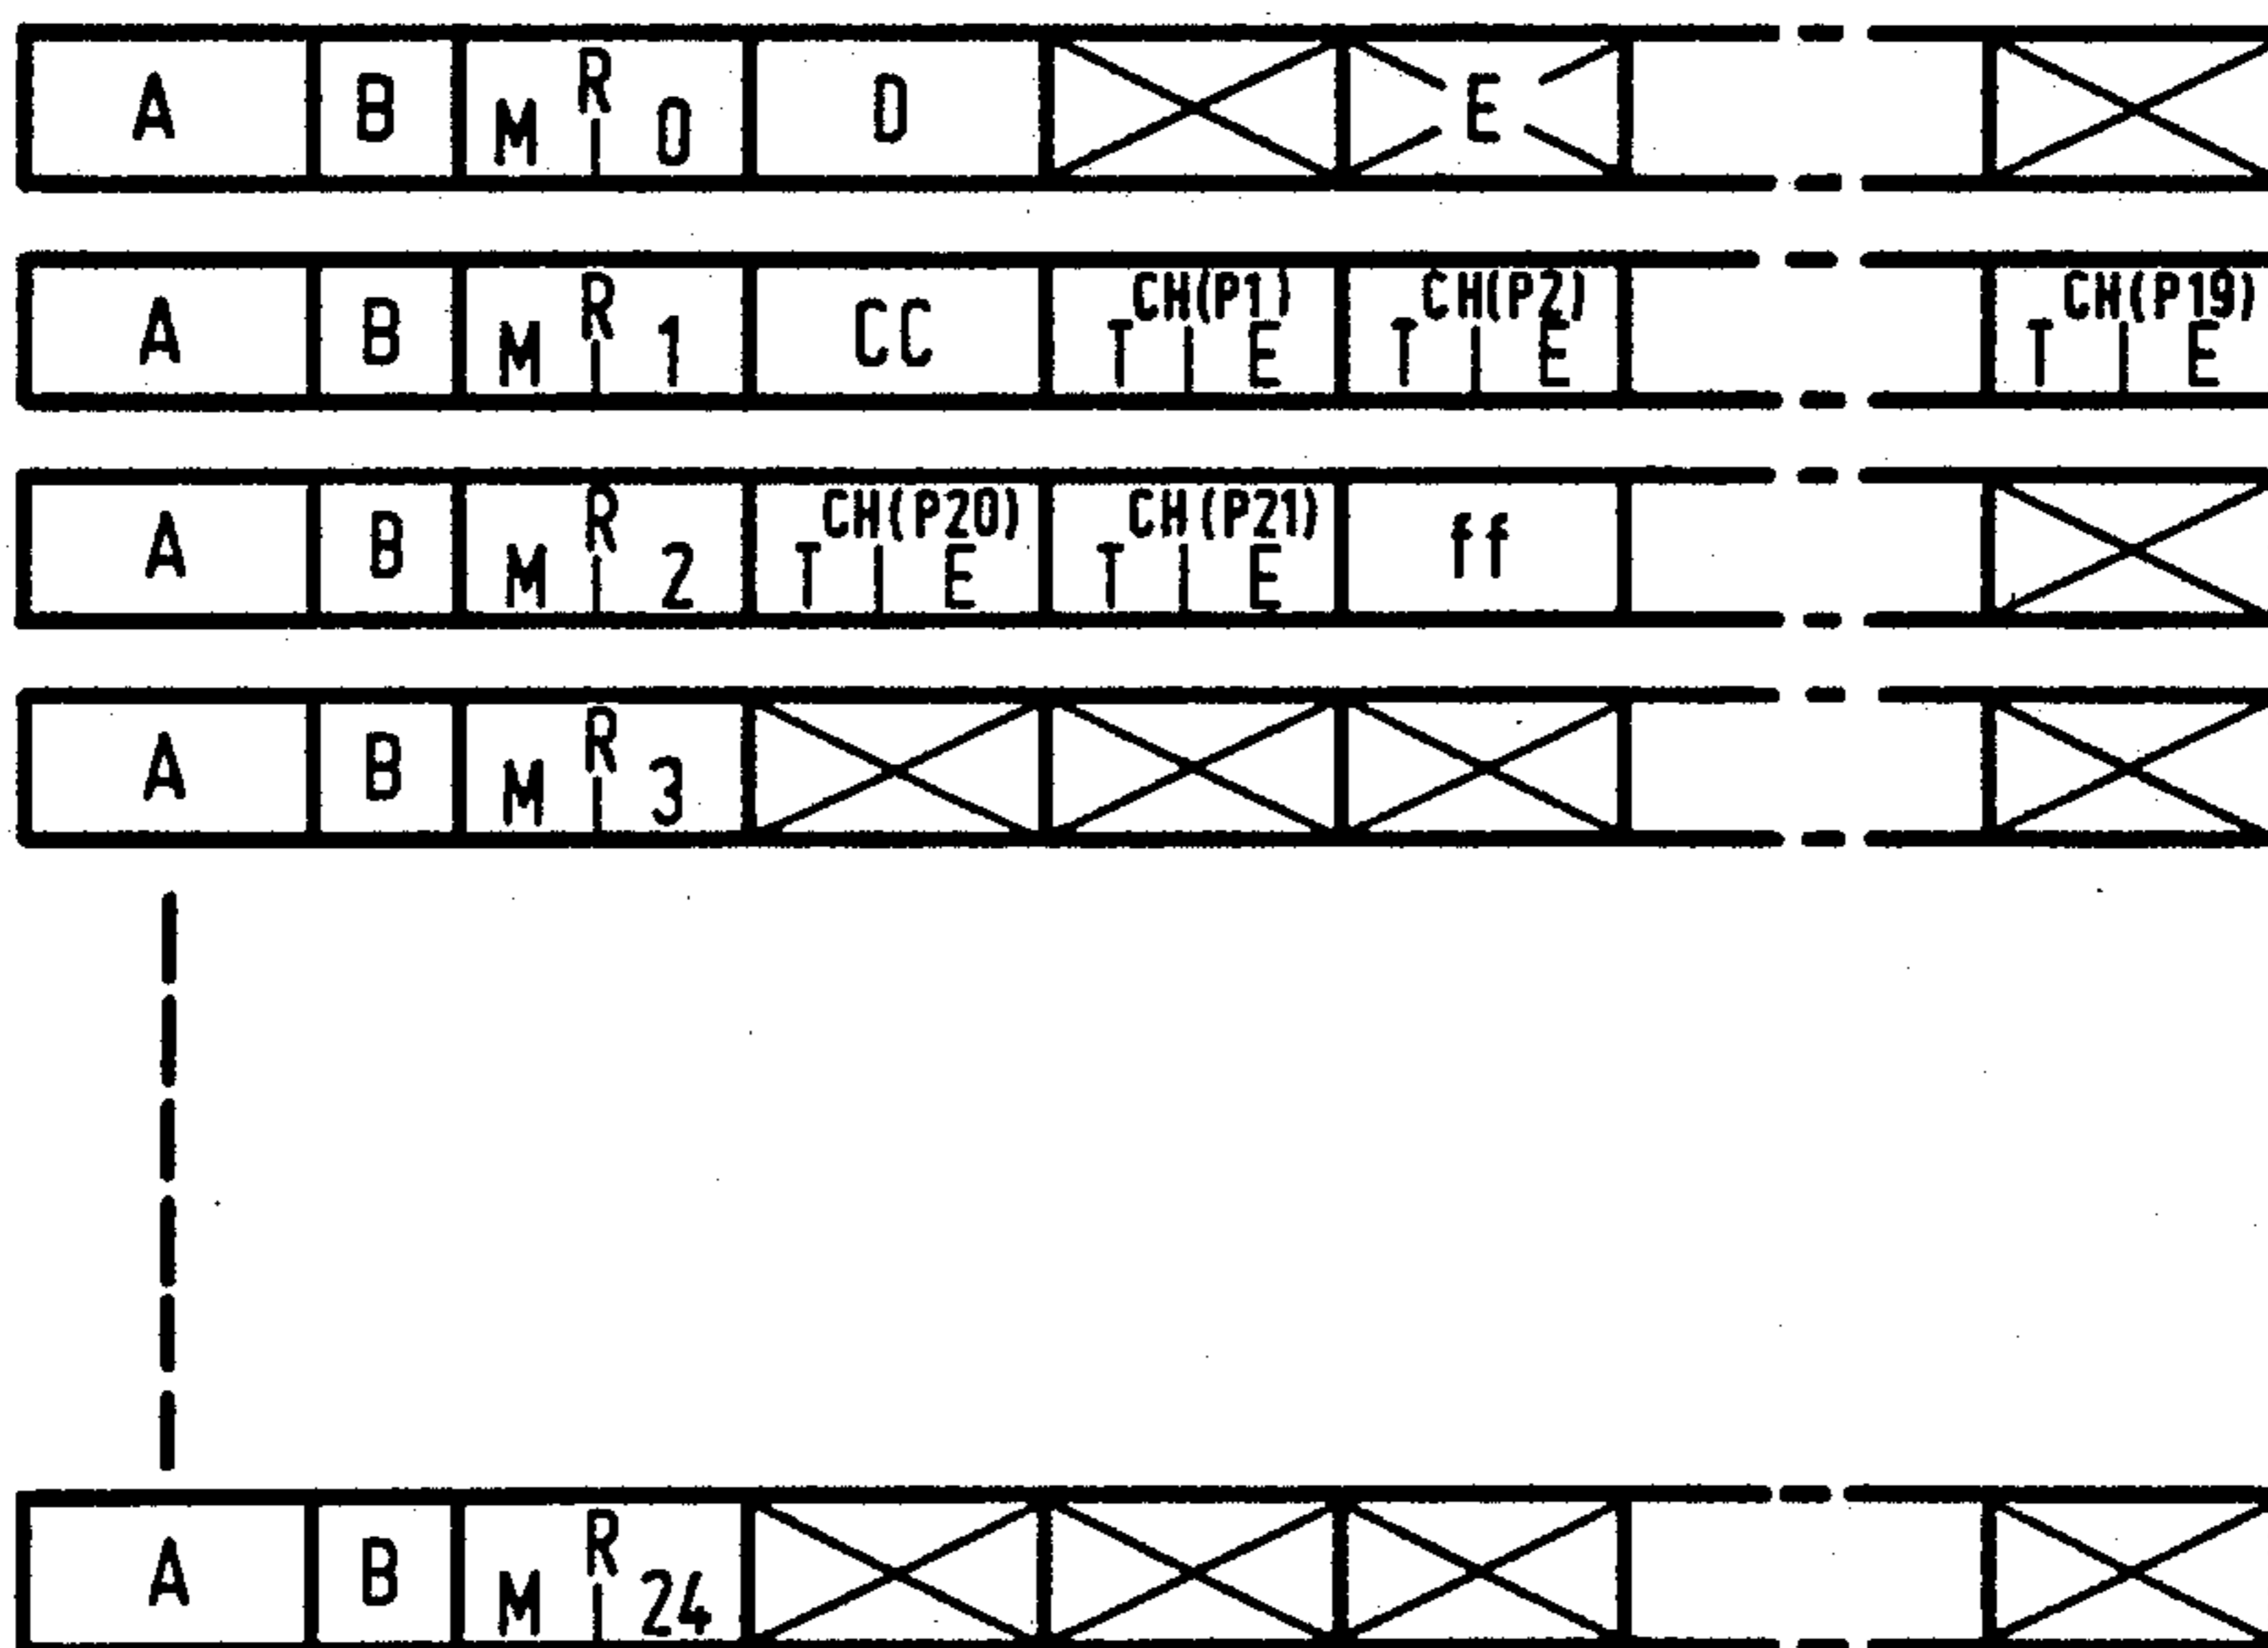 A B M R 0 D E
A B M R 1 CC CH(P1) T E CH(P2) T E CH(P19) T E
A B M R 2 CH(P20) T E CH(P21) T E ff
A B M R 3
A B M R 24